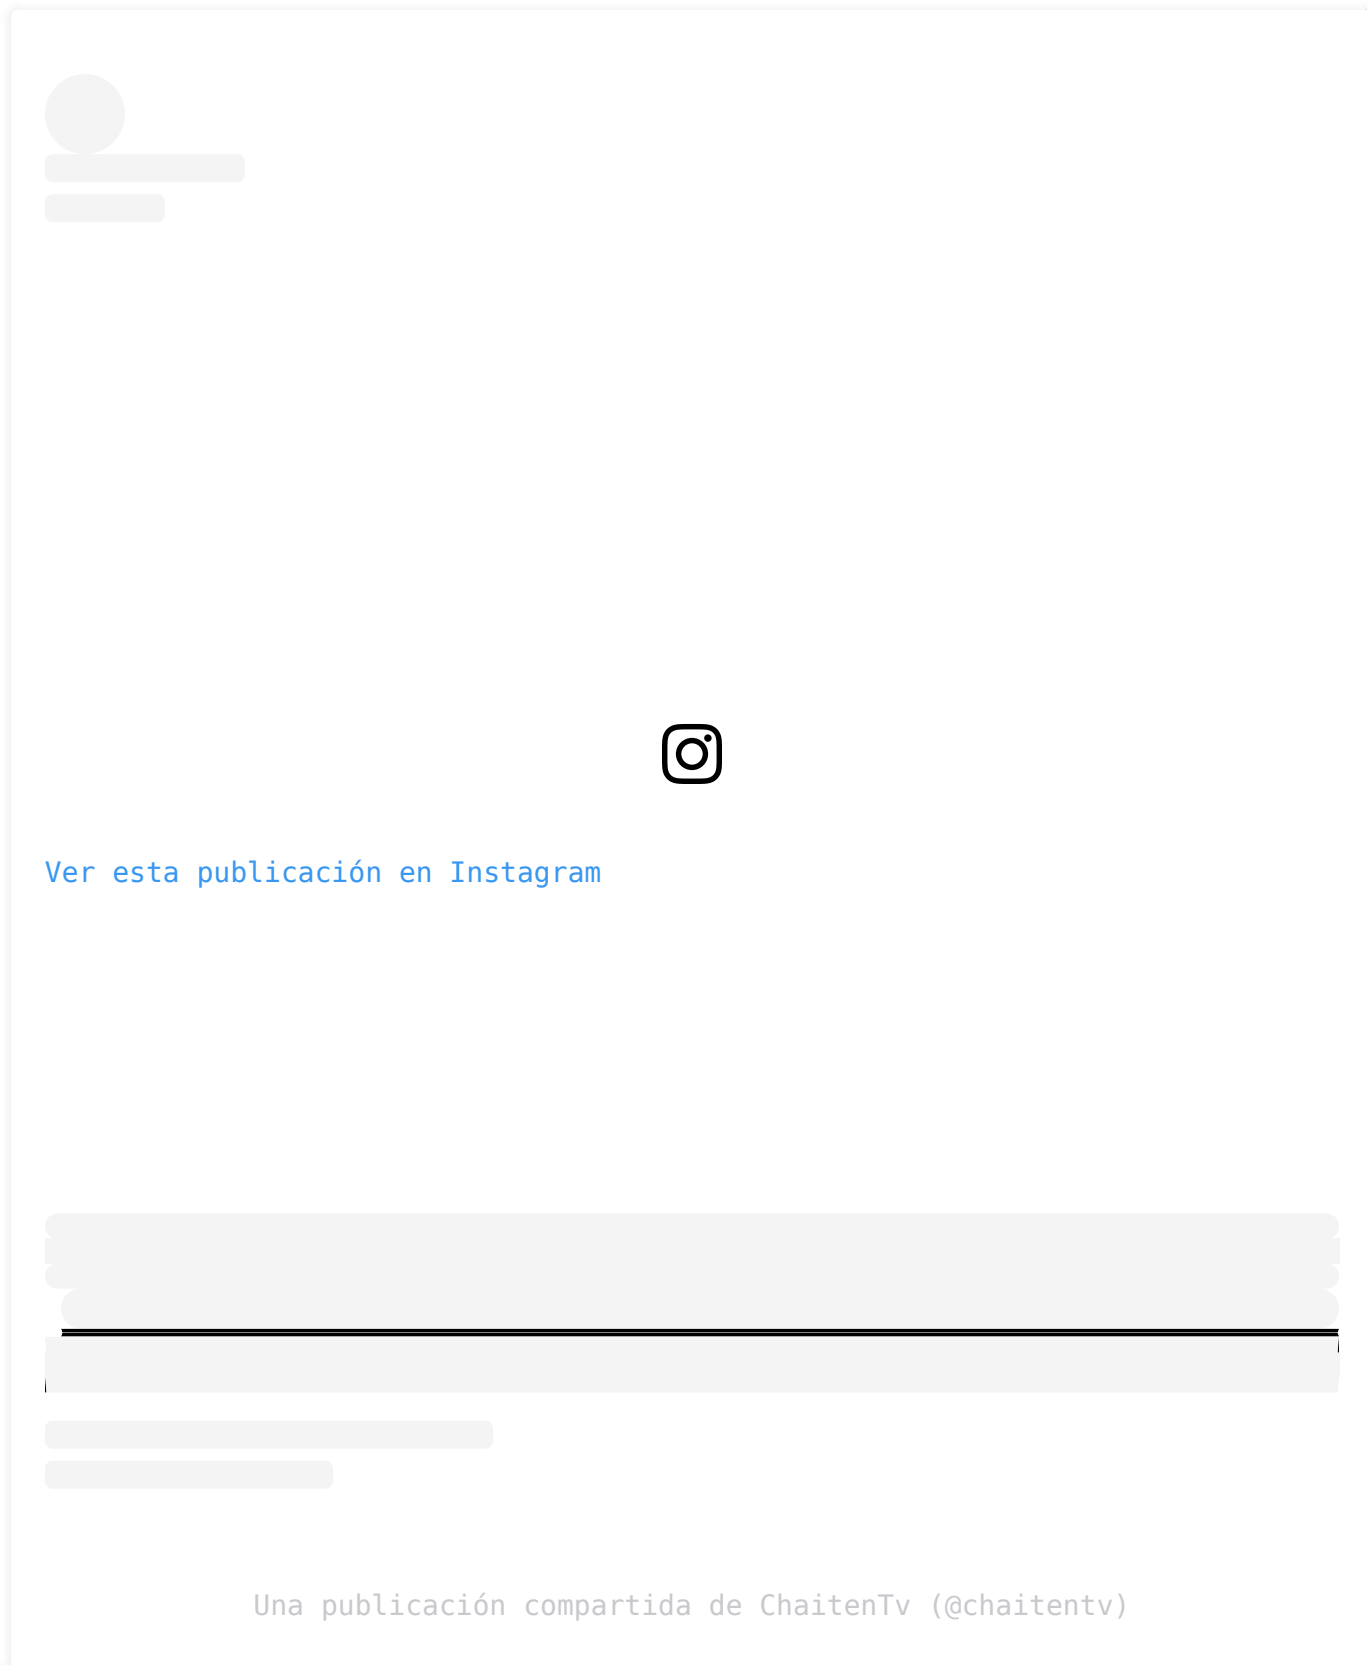 Ver esta publicación en Instagram
Una publicación compartida de ChaitenTv (@chaitentv)